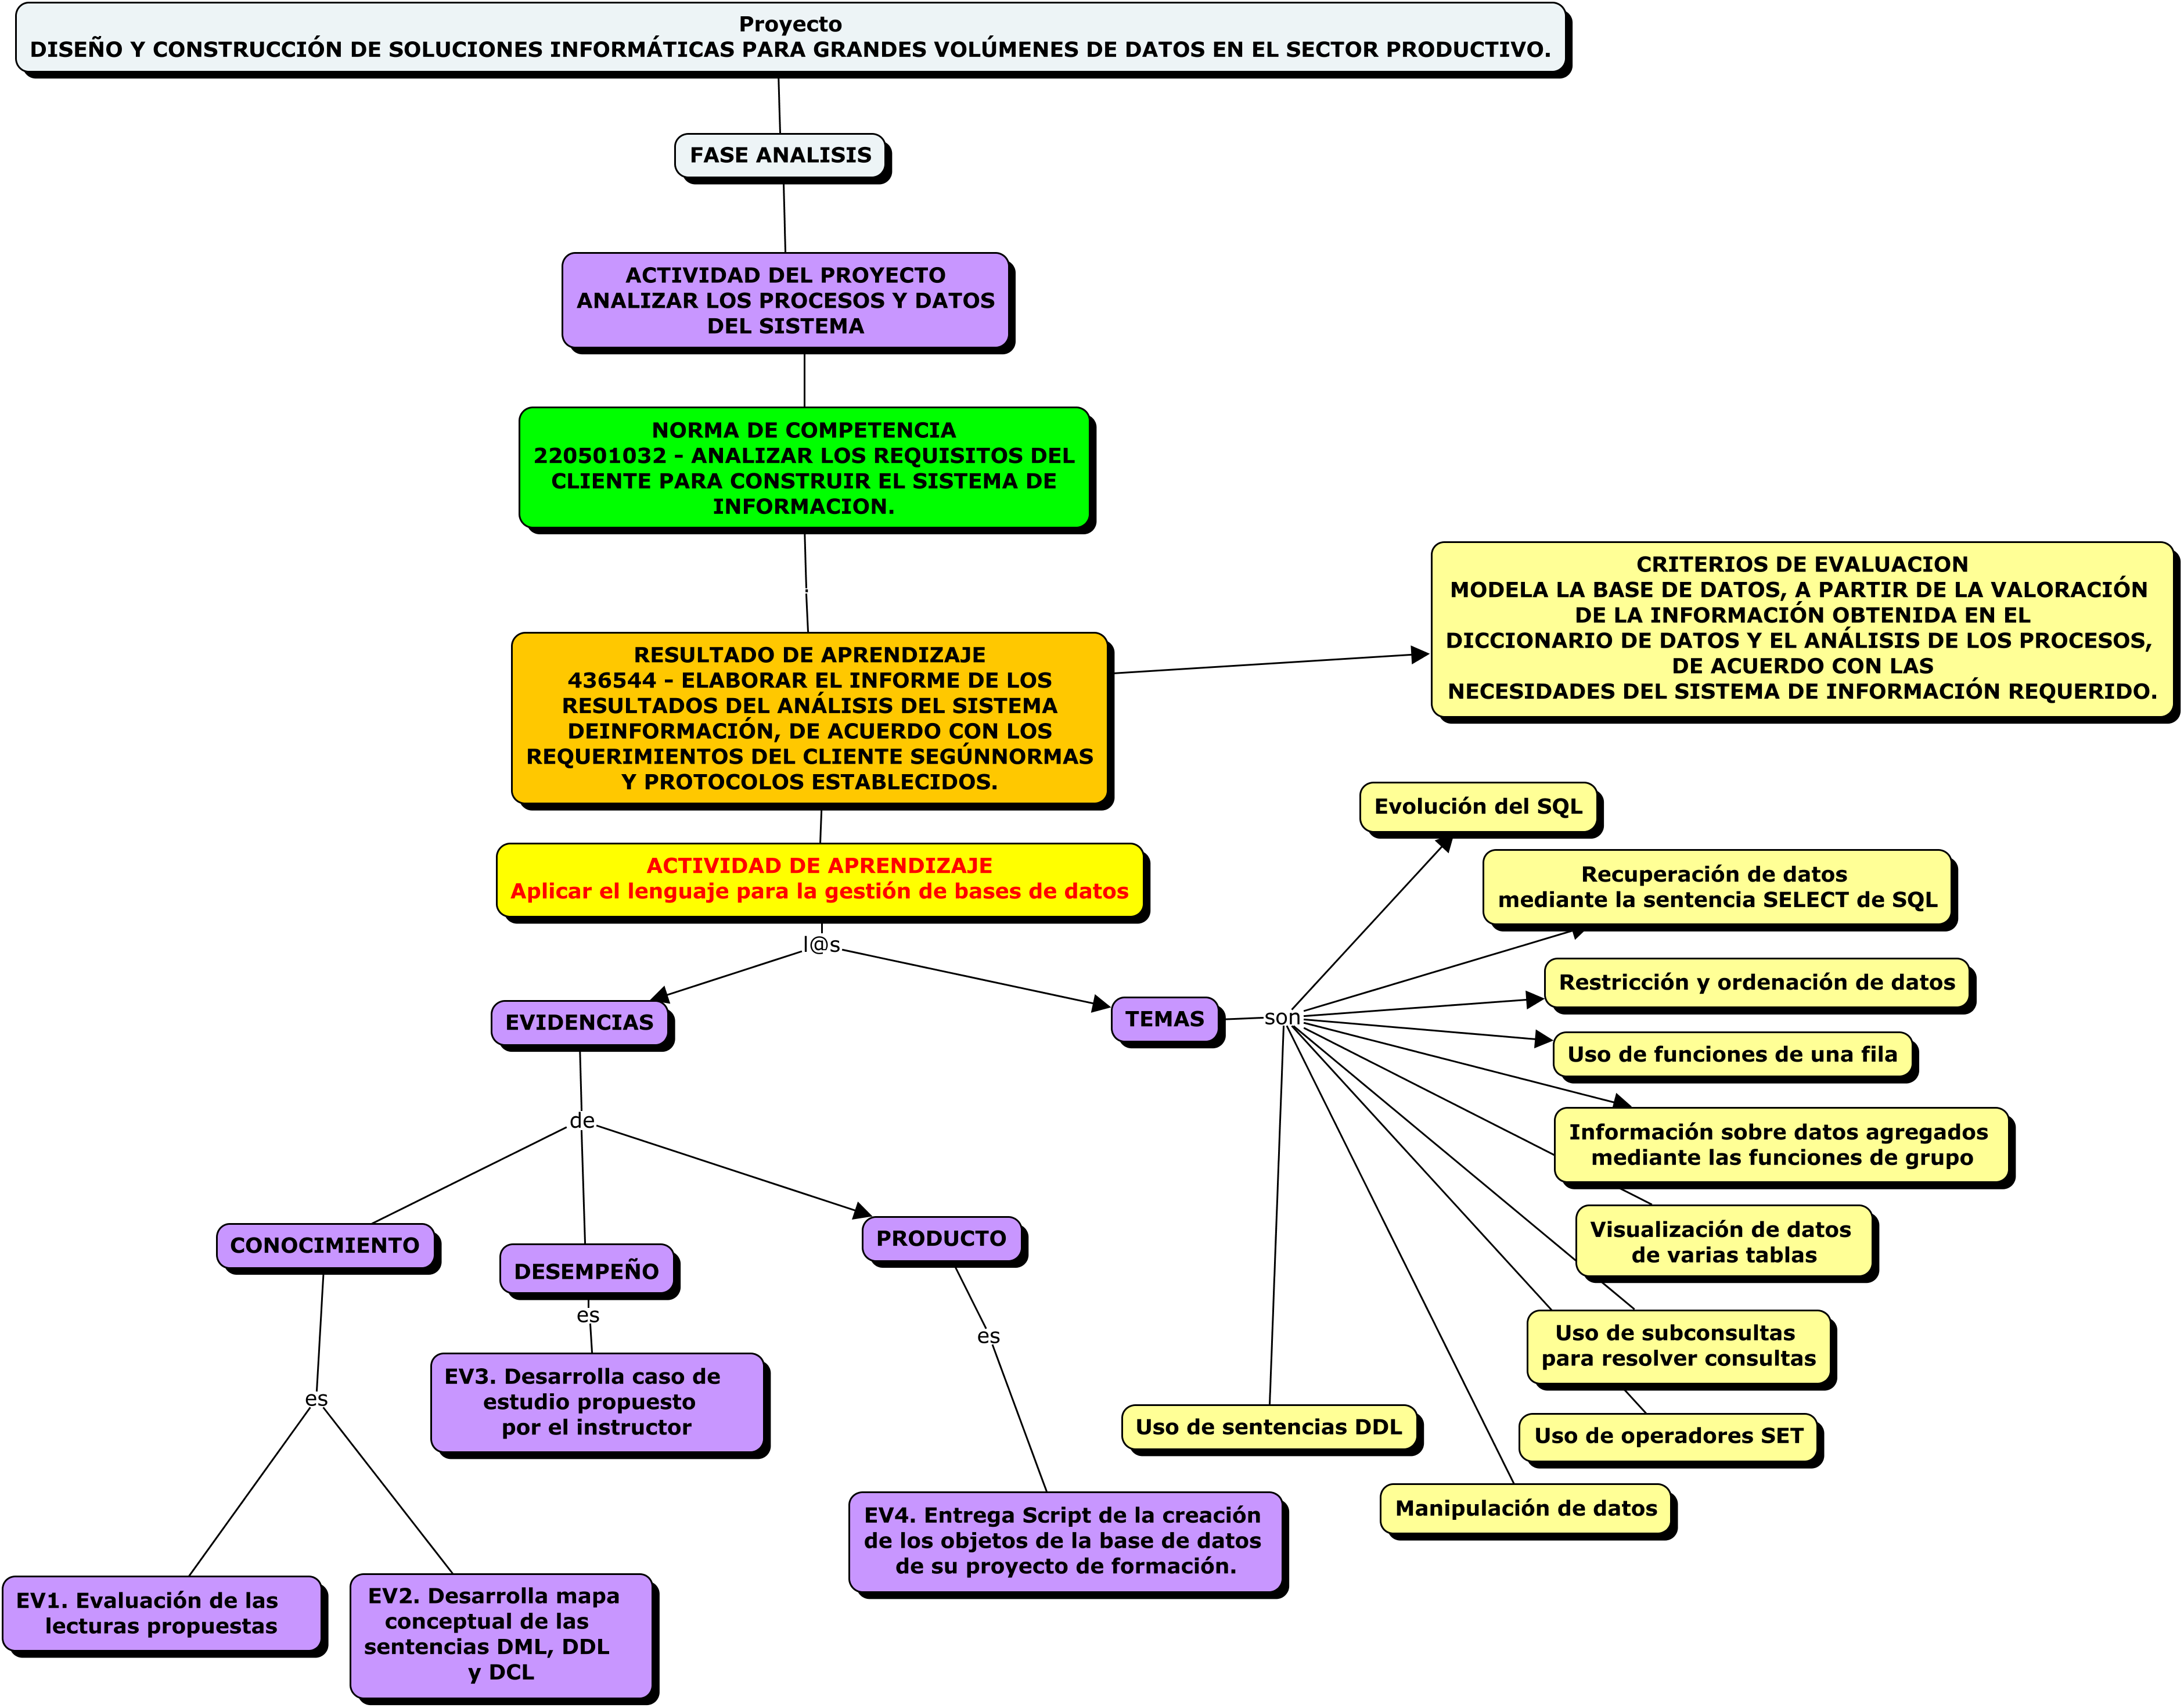 Proyecto
DISEÑO Y CONSTRUCCIÓN DE SOLUCIONES INFORMÁTICAS PARA GRANDES VOLÚMENES DE DATOS EN EL SECTOR PRODUCTIVO.
FASE ANALISIS
ACTIVIDAD DEL PROYECTO
ANALIZAR LOS PROCESOS Y DATOS
DEL SISTEMA
NORMA DE COMPETENCIA
220501032 - ANALIZAR LOS REQUISITOS DEL
CLIENTE PARA CONSTRUIR EL SISTEMA DE
INFORMACION.
.
RESULTADO DE APRENDIZAJE
436544 - ELABORAR EL INFORME DE LOS
RESULTADOS DEL ANÁLISIS DEL SISTEMA
DEINFORMACIÓN, DE ACUERDO CON LOS
REQUERIMIENTOS DEL CLIENTE SEGÚNNORMAS
Y PROTOCOLOS ESTABLECIDOS.
CRITERIOS DE EVALUACION
MODELA LA BASE DE DATOS, A PARTIR DE LA VALORACIÓN
DE LA INFORMACIÓN OBTENIDA EN EL
DICCIONARIO DE DATOS Y EL ANÁLISIS DE LOS PROCESOS,
DE ACUERDO CON LAS
NECESIDADES DEL SISTEMA DE INFORMACIÓN REQUERIDO.
ACTIVIDAD DE APRENDIZAJE
Aplicar el lenguaje para la gestión de bases de datos
l@s
EVIDENCIAS
TEMAS
son
Evolución del SQL
Recuperación de datos
mediante la sentencia SELECT de SQL
Restricción y ordenación de datos
Uso de funciones de una fila
Información sobre datos agregados
mediante las funciones de grupo
Visualización de datos
de varias tablas
Uso de subconsultas
para resolver consultas
Uso de operadores SET
Manipulación de datos
Uso de sentencias DDL
de
CONOCIMIENTO
DESEMPEÑO
PRODUCTO
es
es
es
EV3. Desarrolla caso de
estudio propuesto
por el instructor
EV4. Entrega Script de la creación
de los objetos de la base de datos
de su proyecto de formación.
EV1. Evaluación de las
lecturas propuestas
EV2. Desarrolla mapa
conceptual de las
sentencias DML, DDL
y DCL